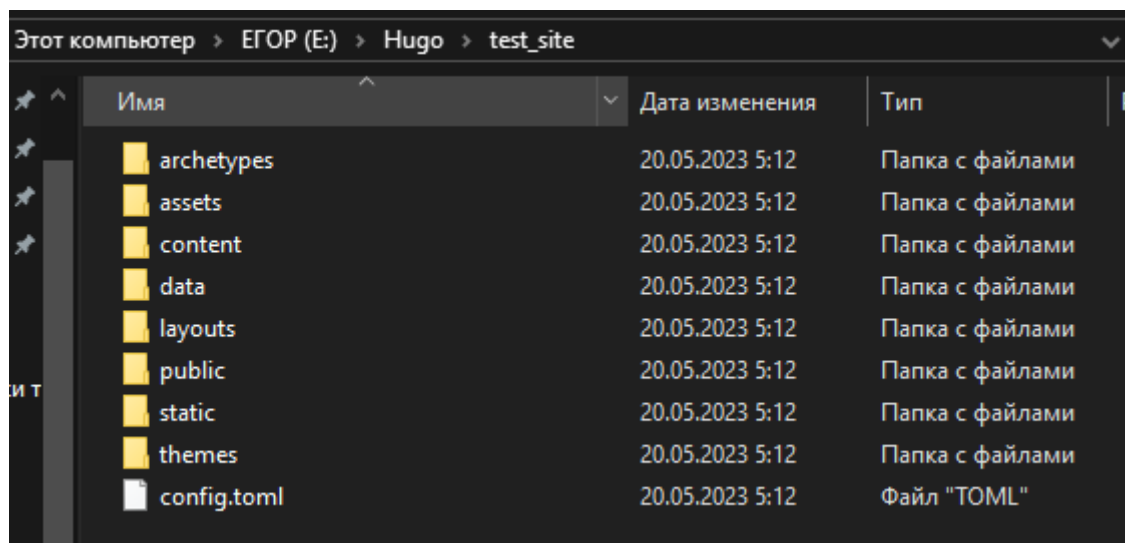 Этот компьютер > ЕГОР (E:) > Hugo > test_site
Имя Дата изменения Тип
archetypes 20.05.2023 5:12 Папка с файлами
assets 20.05.2023 5:12 Папка с файлами
content 20.05.2023 5:12 Папка с файлами
data 20.05.2023 5:12 Папка с файлами
layouts 20.05.2023 5:12 Папка с файлами
public 20.05.2023 5:12 Папка с файлами
ки т
static 20.05.2023 5:12 Папка с файлами
themes 20.05.2023 5:12 Папка с файлами
config.toml 20.05.2023 5:12 Файл "TOML"